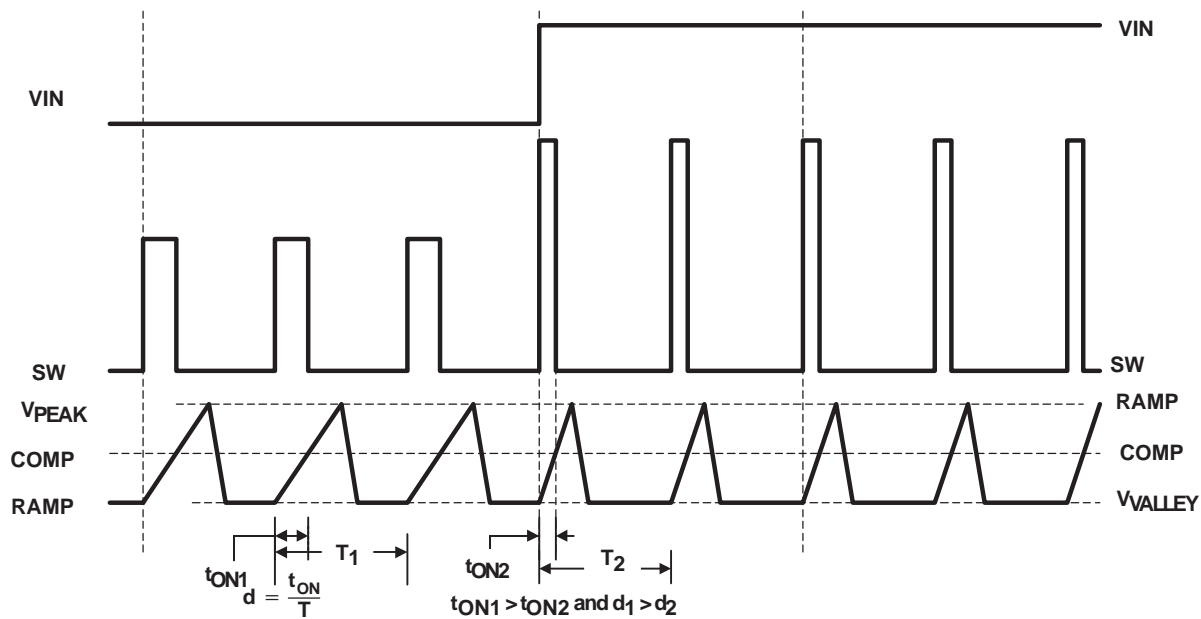 VIN
VIN
SW
SW
VPEAK
RAMP
COMP
COMP
RAMP
VVALLEY
tON1
T1
tON2
T2
d = tON/T
tON1 > tON2 and d1 > d2